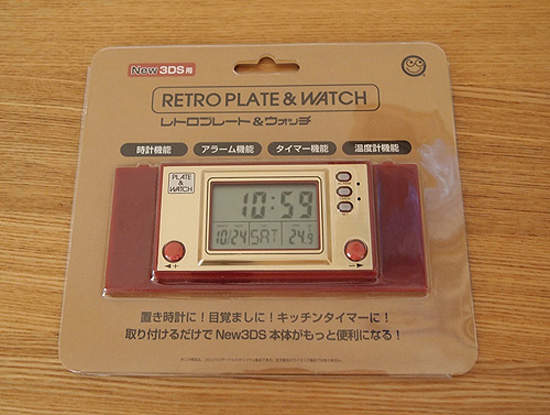 New3DS用
RETRO PLATE & WATCH
レトロプレート&ウォッチ
時計機能 アラーム機能 タイマー機能 温度計機能
PLATE
&
WATCH
10:59
10/24 SAT 24.9
◀+ −▶
置き時計に!目覚ましに!キッチンタイマーに!
取り付けるだけでNew3DS本体がもっと便利になる!